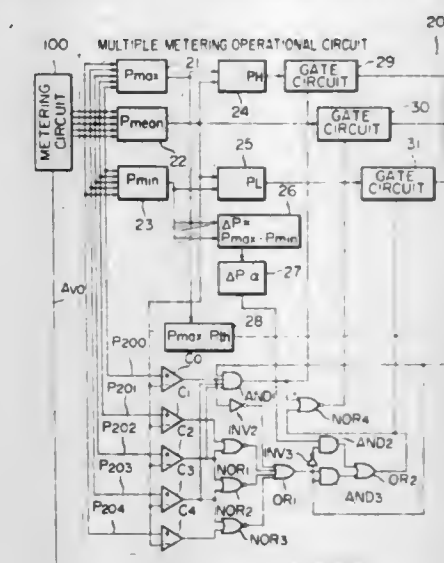 20
100
MULTIPLE METERING OPERATIONAL CIRCUIT
METERING CIRCUIT
Pmax
21
PH
24
GATE CIRCUIT
29
Pmean
22
GATE CIRCUIT
30
Pmin
23
25
PL
GATE CIRCUIT
31
26
ΔP =
Pmax - Pmin
ΔP α
27
Avo
Pmax Pth
28
P200
C0
C1
AND1
INV2
NOR4
P201
C2
AND2
P202
C3
NOR1
INV3
P203
C4
NOR2
OR1
OR2
AND3
P204
NOR3